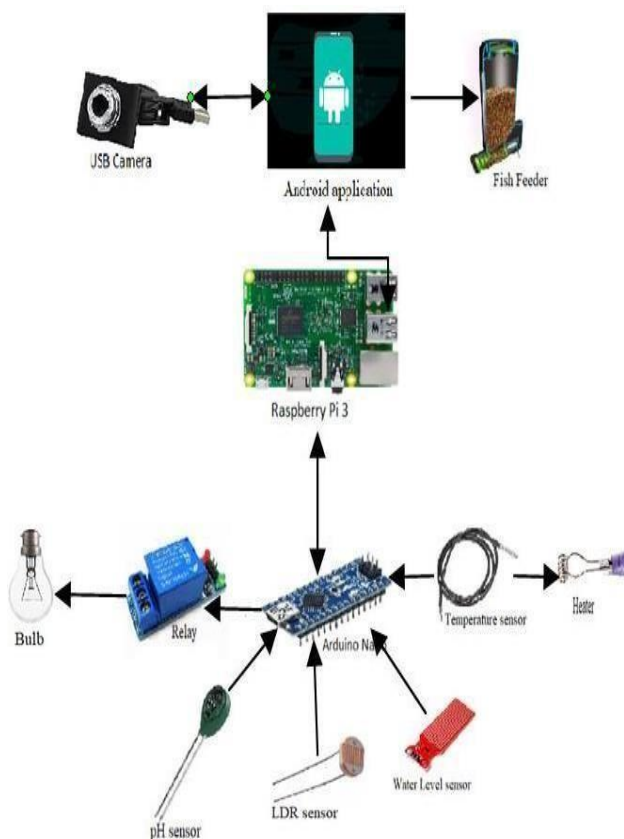 USB Camera
Android application
Fish Feeder
Raspberry Pi 3
Bulb
Relay
Arduino Na
Temperature sensor
Heater
pH sensor
LDR sensor
Water Level sensor